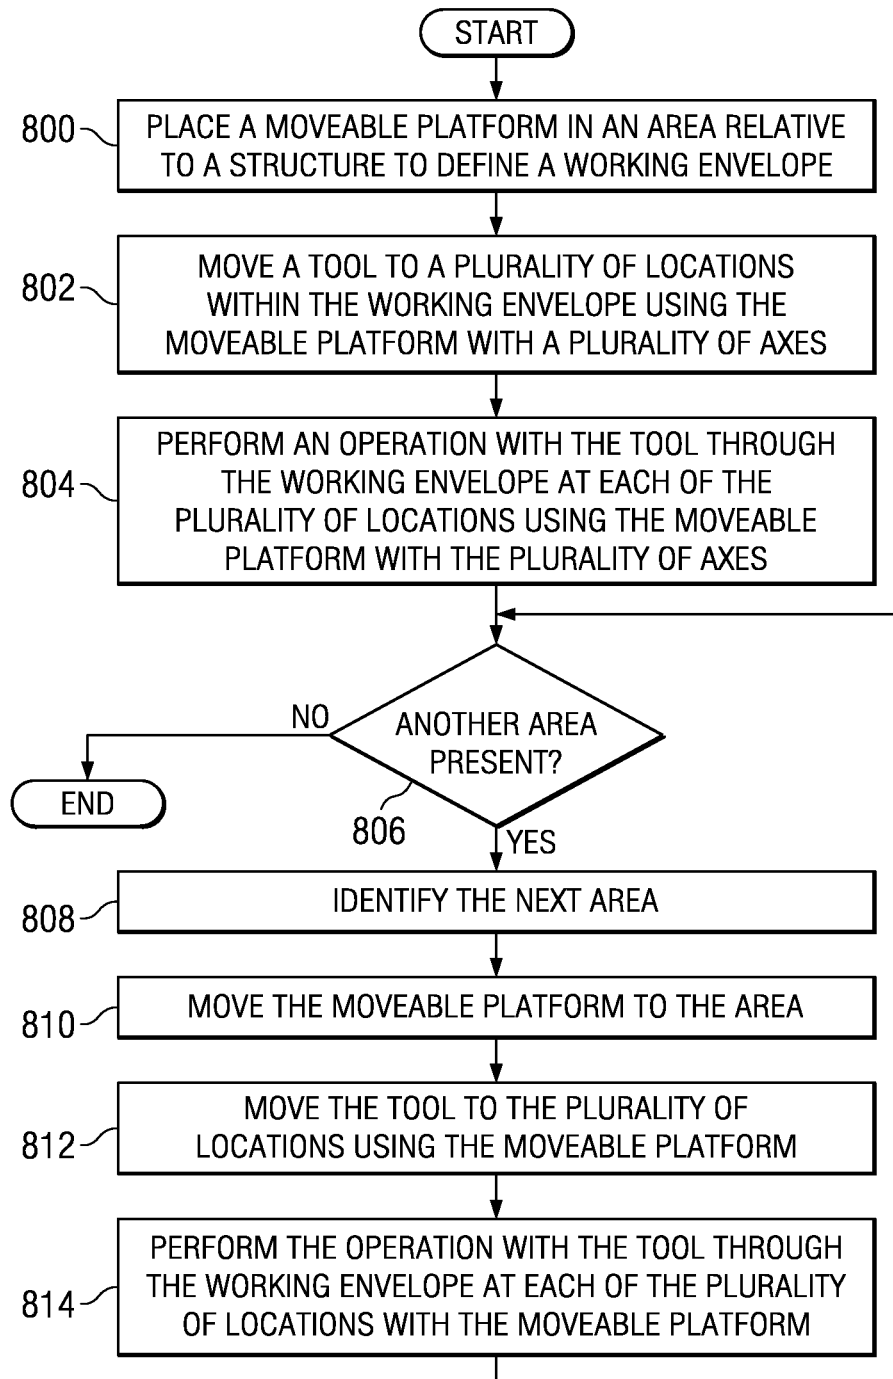 START
800
PLACE A MOVEABLE PLATFORM IN AN AREA RELATIVE
TO A STRUCTURE TO DEFINE A WORKING ENVELOPE
802
MOVE A TOOL TO A PLURALITY OF LOCATIONS
WITHIN THE WORKING ENVELOPE USING THE
MOVEABLE PLATFORM WITH A PLURALITY OF AXES
804
PERFORM AN OPERATION WITH THE TOOL THROUGH
THE WORKING ENVELOPE AT EACH OF THE
PLURALITY OF LOCATIONS USING THE MOVEABLE
PLATFORM WITH THE PLURALITY OF AXES
NO
ANOTHER AREA
PRESENT?
END
806
YES
808
IDENTIFY THE NEXT AREA
810
MOVE THE MOVEABLE PLATFORM TO THE AREA
812
MOVE THE TOOL TO THE PLURALITY OF
LOCATIONS USING THE MOVEABLE PLATFORM
814
PERFORM THE OPERATION WITH THE TOOL THROUGH
THE WORKING ENVELOPE AT EACH OF THE PLURALITY
OF LOCATIONS WITH THE MOVEABLE PLATFORM